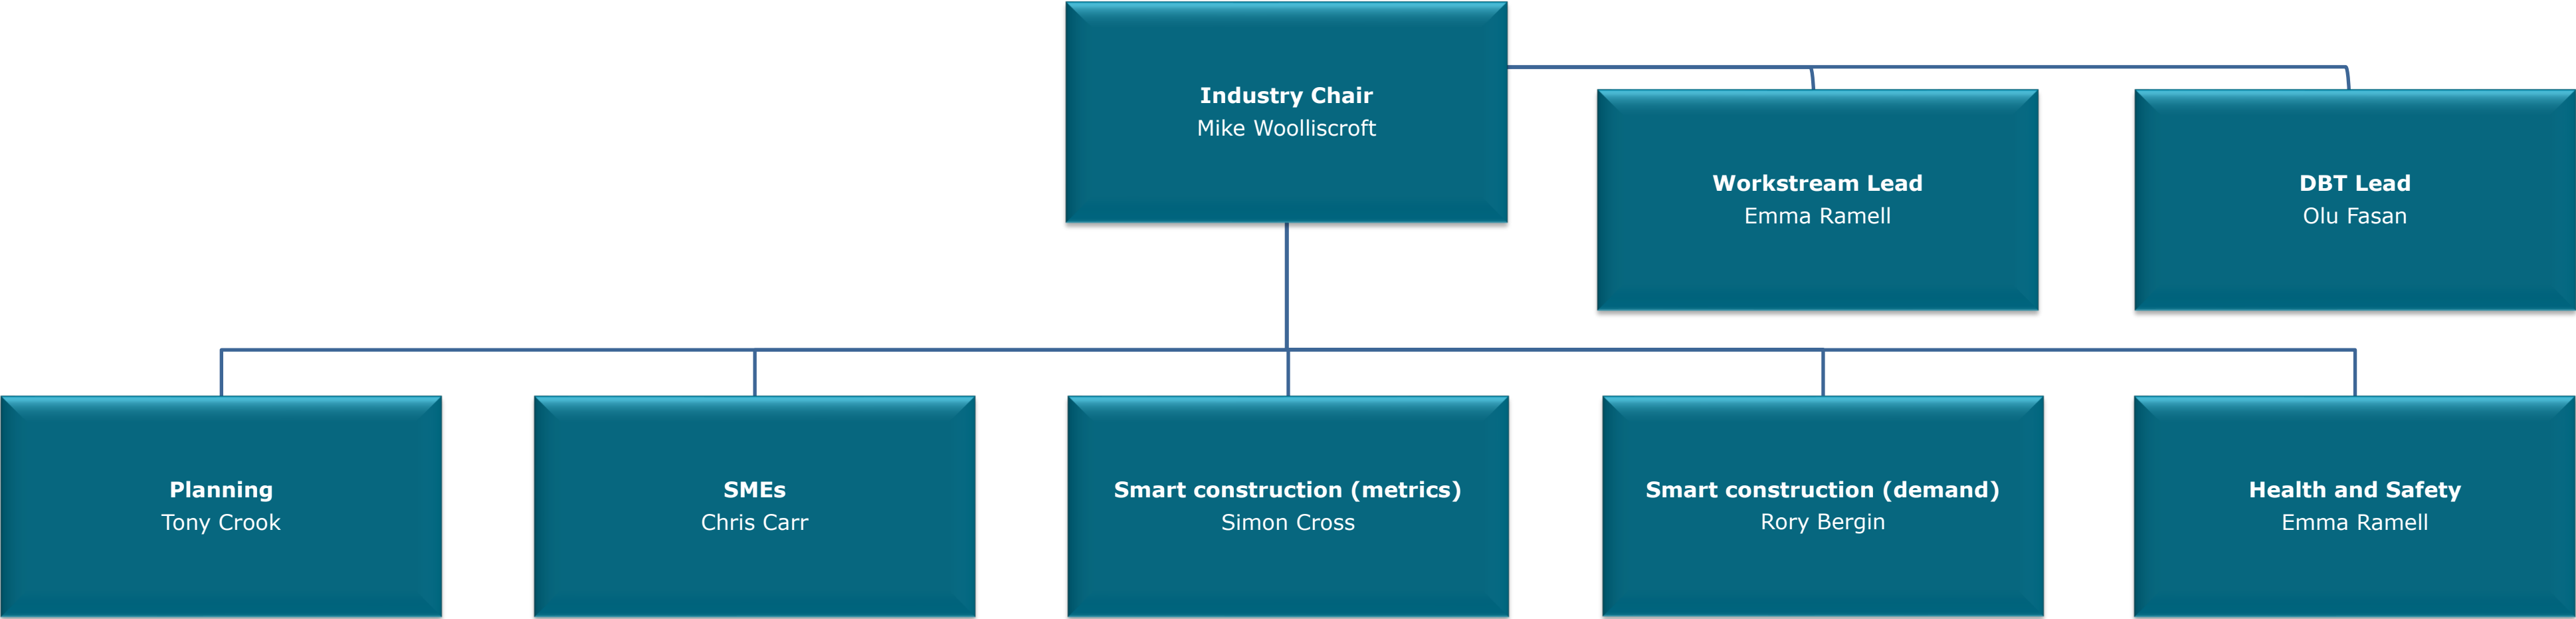 Industry Chair
Mike Woolliscroft
Workstream Lead
Emma Ramell
DBT Lead
Olu Fasan
Planning
Tony Crook
SMEs
Chris Carr
Smart construction (metrics)
Simon Cross
Smart construction (demand)
Rory Bergin
Health and Safety
Emma Ramell